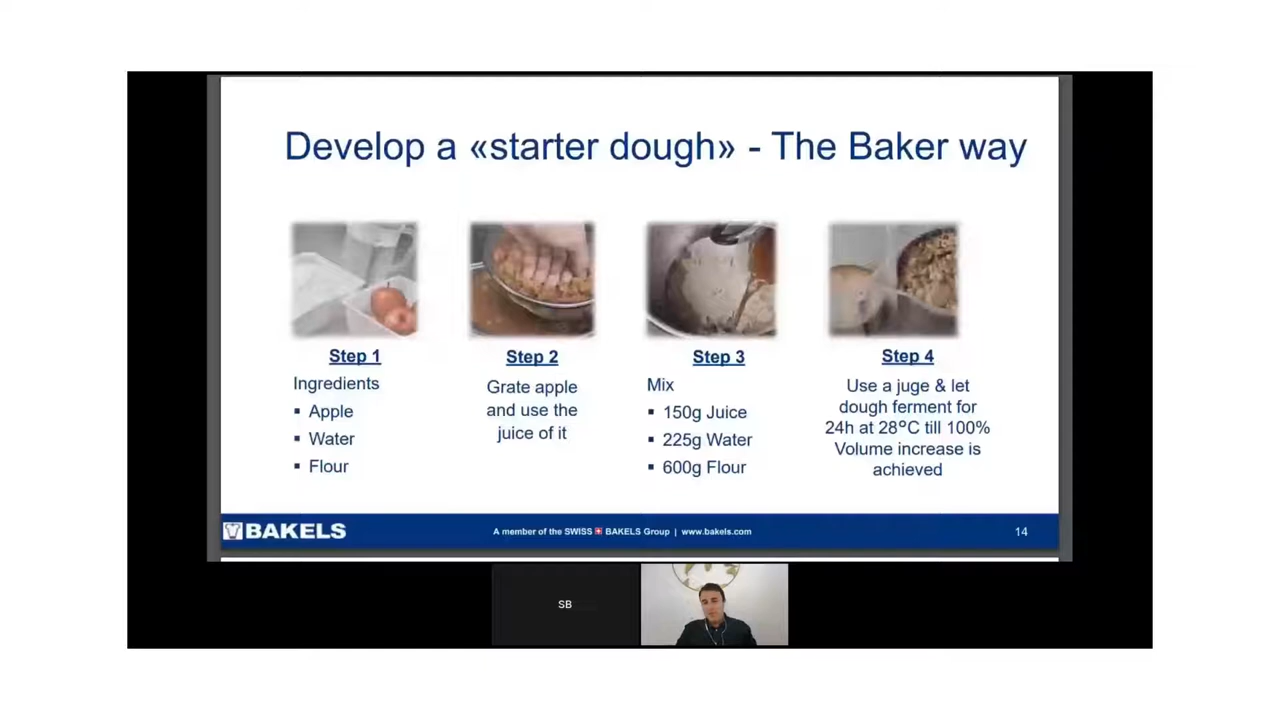 Develop a «starter dough» - The Baker way
Step 1
Ingredients
▪ Apple
▪ Water
▪ Flour
Step 2
Grate apple
and use the
juice of it
Step 3
Mix
▪ 150g Juice
▪ 225g Water
▪ 600g Flour
Step 4
Use a juge & let
dough ferment for
24h at 28°C till 100%
Volume increase is
achieved
BAKELS
A member of the SWISS BAKELS Group | www.bakels.com
14
SB